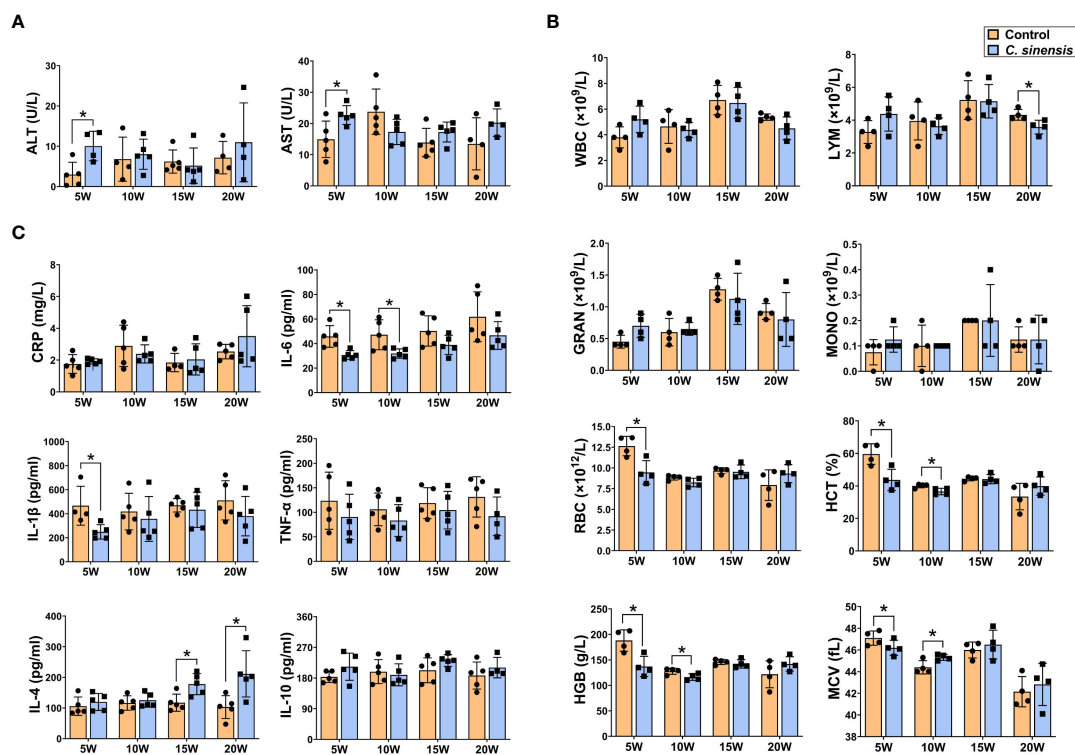 A
ALT (U/L)
20
15
10
5
0
*
5W 10W 15W 20W
AST (U/L)
50
40
30
20
10
0
*
5W 10W 15W 20W
B
Control
C. sinensis
WBC (×10⁹/L)
10
8
6
4
2
0
5W 10W 15W 20W
LYM (×10⁹/L)
8
6
4
2
0
*
5W 10W 15W 20W
GRAN (×10⁹/L)
2.0
1.5
1.0
0.5
0.0
5W 10W 15W 20W
MONO (×10⁹/L)
0.5
0.4
0.3
0.2
0.1
0.0
5W 10W 15W 20W
RBC (×10¹²/L)
15.0
12.5
10.0
7.5
5.0
2.5
0.0
*
5W 10W 15W 20W
HCT (%)
80
60
40
20
0
*
*
5W 10W 15W 20W
HGB (g/L)
250
200
150
100
50
0
*
*
5W 10W 15W 20W
MCV (fL)
48
46
44
42
40
38
*
*
5W 10W 15W 20W
C
CRP (mg/L)
8
6
4
2
0
5W 10W 15W 20W
IL-6 (pg/ml)
100
80
60
40
20
0
*
*
5W 10W 15W 20W
IL-1β (pg/ml)
1000
800
600
400
200
0
*
5W 10W 15W 20W
TNF-α (pg/ml)
250
200
150
100
50
0
5W 10W 15W 20W
IL-4 (pg/ml)
400
300
200
100
0
*
*
5W 10W 15W 20W
IL-10 (pg/ml)
400
300
240
180
120
60
0
5W 10W 15W 20W